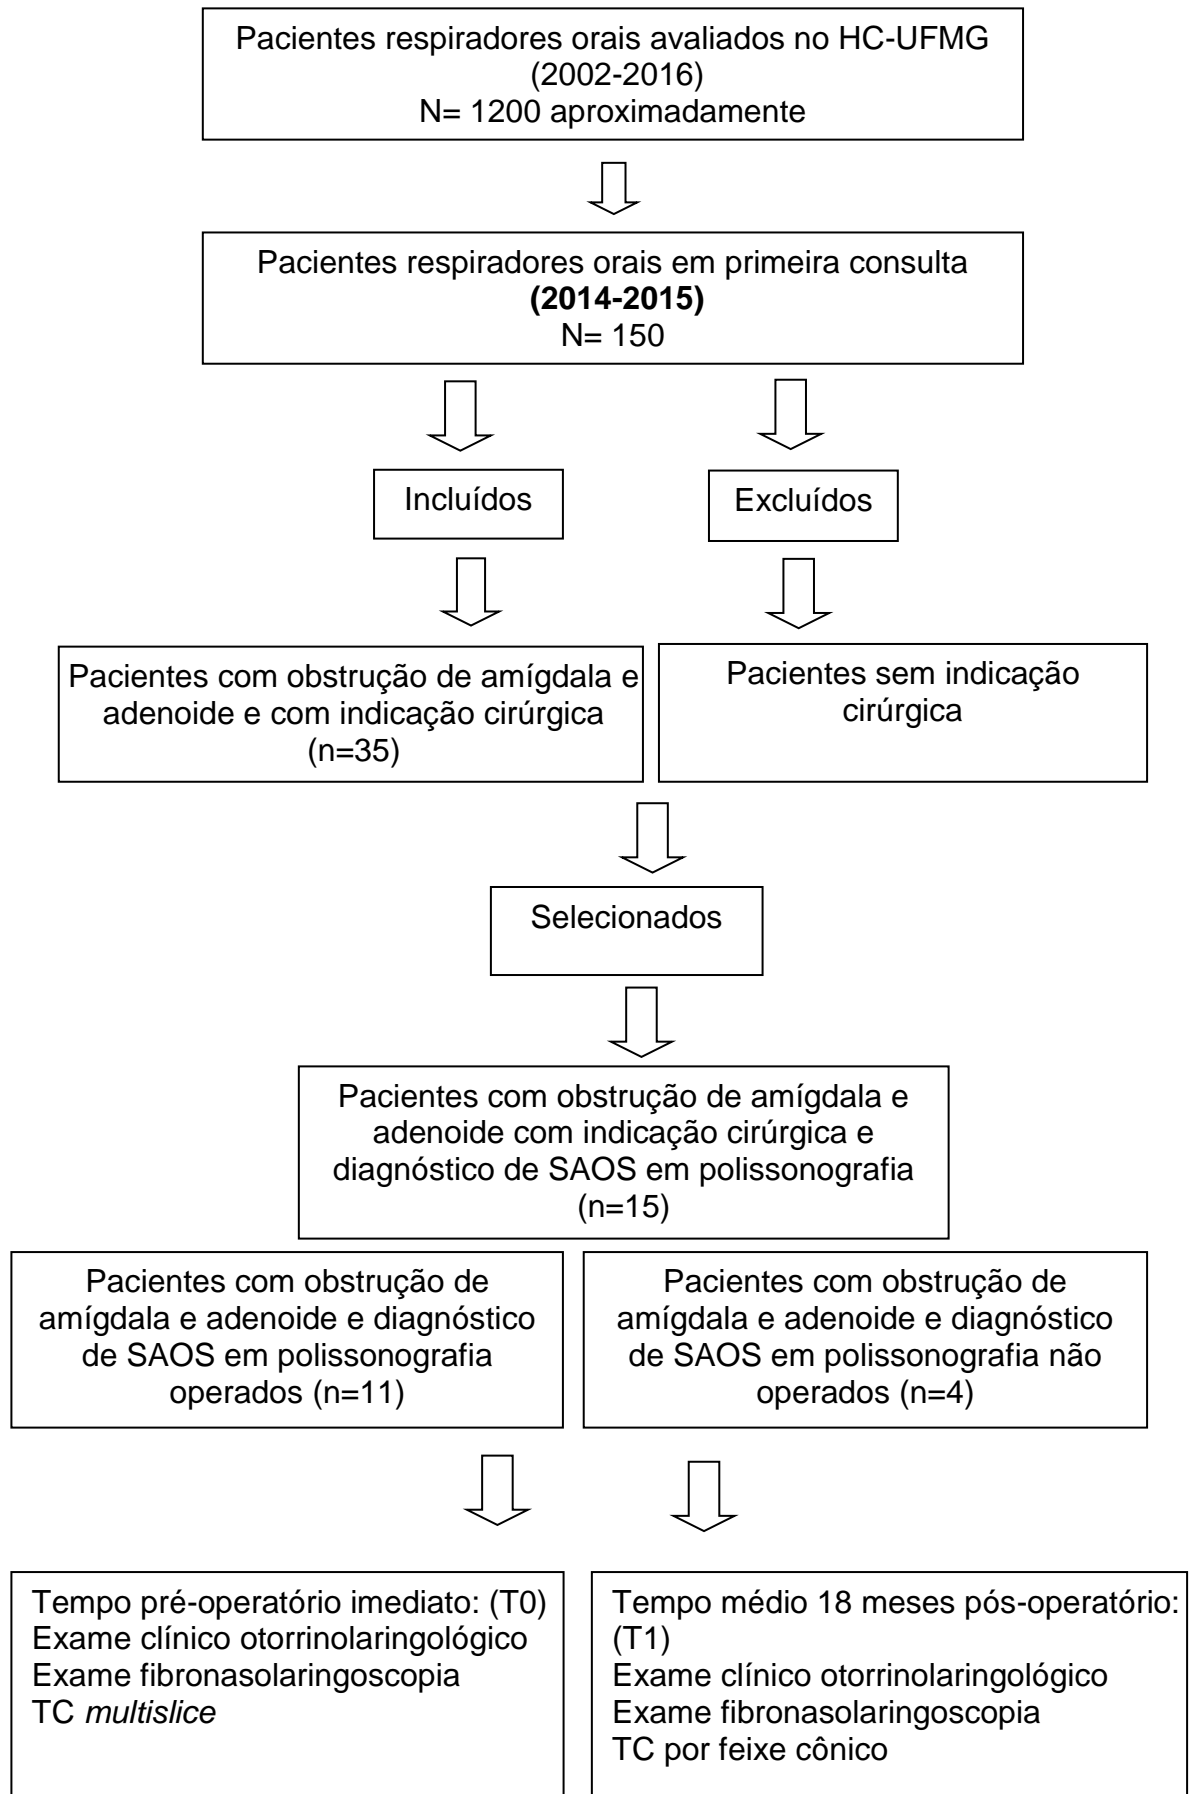 Pacientes respiradores orais avaliados no HC-UFMG
(2002-2016)
N= 1200 aproximadamente
Pacientes respiradores orais em primeira consulta
(2014-2015)
N= 150
Incluídos
Excluídos
Pacientes com obstrução de amígdala e
adenoide e com indicação cirúrgica
(n=35)
Pacientes sem indicação
cirúrgica
Selecionados
Pacientes com obstrução de amígdala e
adenoide com indicação cirúrgica e
diagnóstico de SAOS em polissonografia
(n=15)
Pacientes com obstrução de
amígdala e adenoide e diagnóstico
de SAOS em polissonografia
operados (n=11)
Pacientes com obstrução de
amígdala e adenoide e diagnóstico
de SAOS em polissonografia não
operados (n=4)
Tempo pré-operatório imediato: (T0)
Exame clínico otorrinolaringológico
Exame fibronasolaringoscopia
TC multislice
Tempo médio 18 meses pós-operatório:
(T1)
Exame clínico otorrinolaringológico
Exame fibronasolaringoscopia
TC por feixe cônico